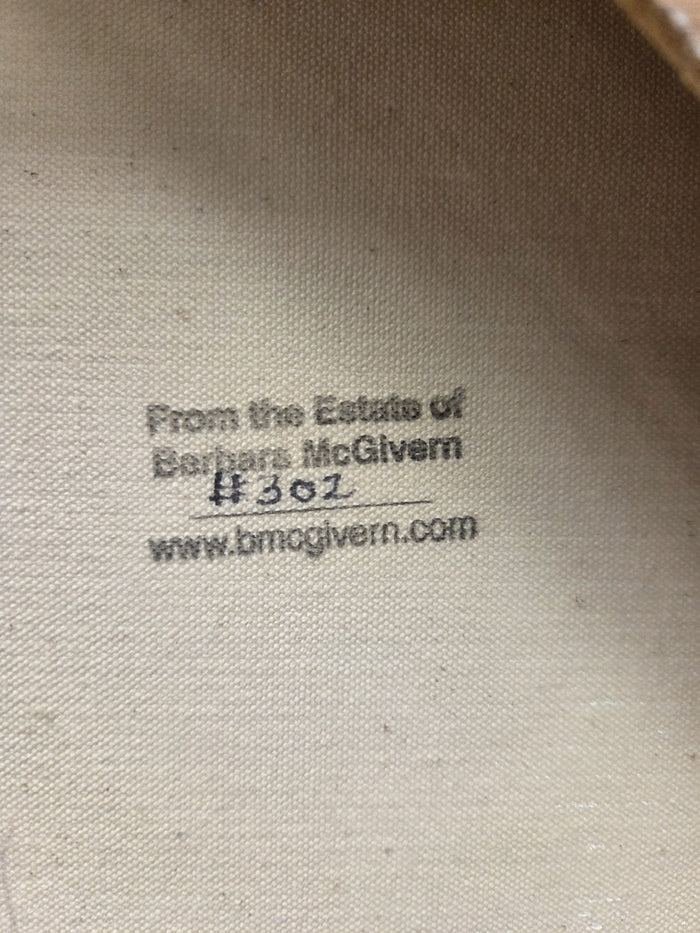 From the Estate of
Barbara McGivern
#302
www.bmcgivern.com